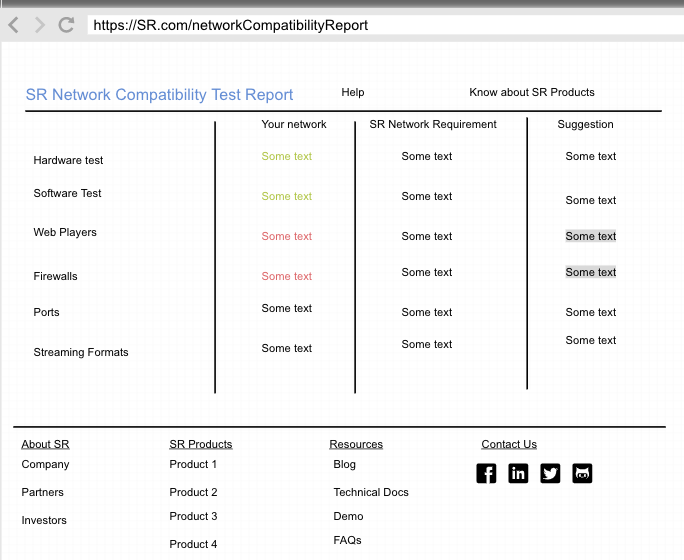 https://SR.com/networkCompatibilityReport
SR Network Compatibility Test Report Help Know about SR Products
Your network SR Network Requirement Suggestion
Hardware test Some text Some text Some text
Software Test Some text Some text Some text
Web Players Some text Some text Some text
Firewalls Some text Some text Some text
Ports Some text Some text Some text
Streaming Formats Some text Some text Some text
About SR SR Products Resources Contact Us
Company Product 1 Blog
Partners Product 2 Technical Docs
Investors Product 3 Demo
Product 4 FAQs